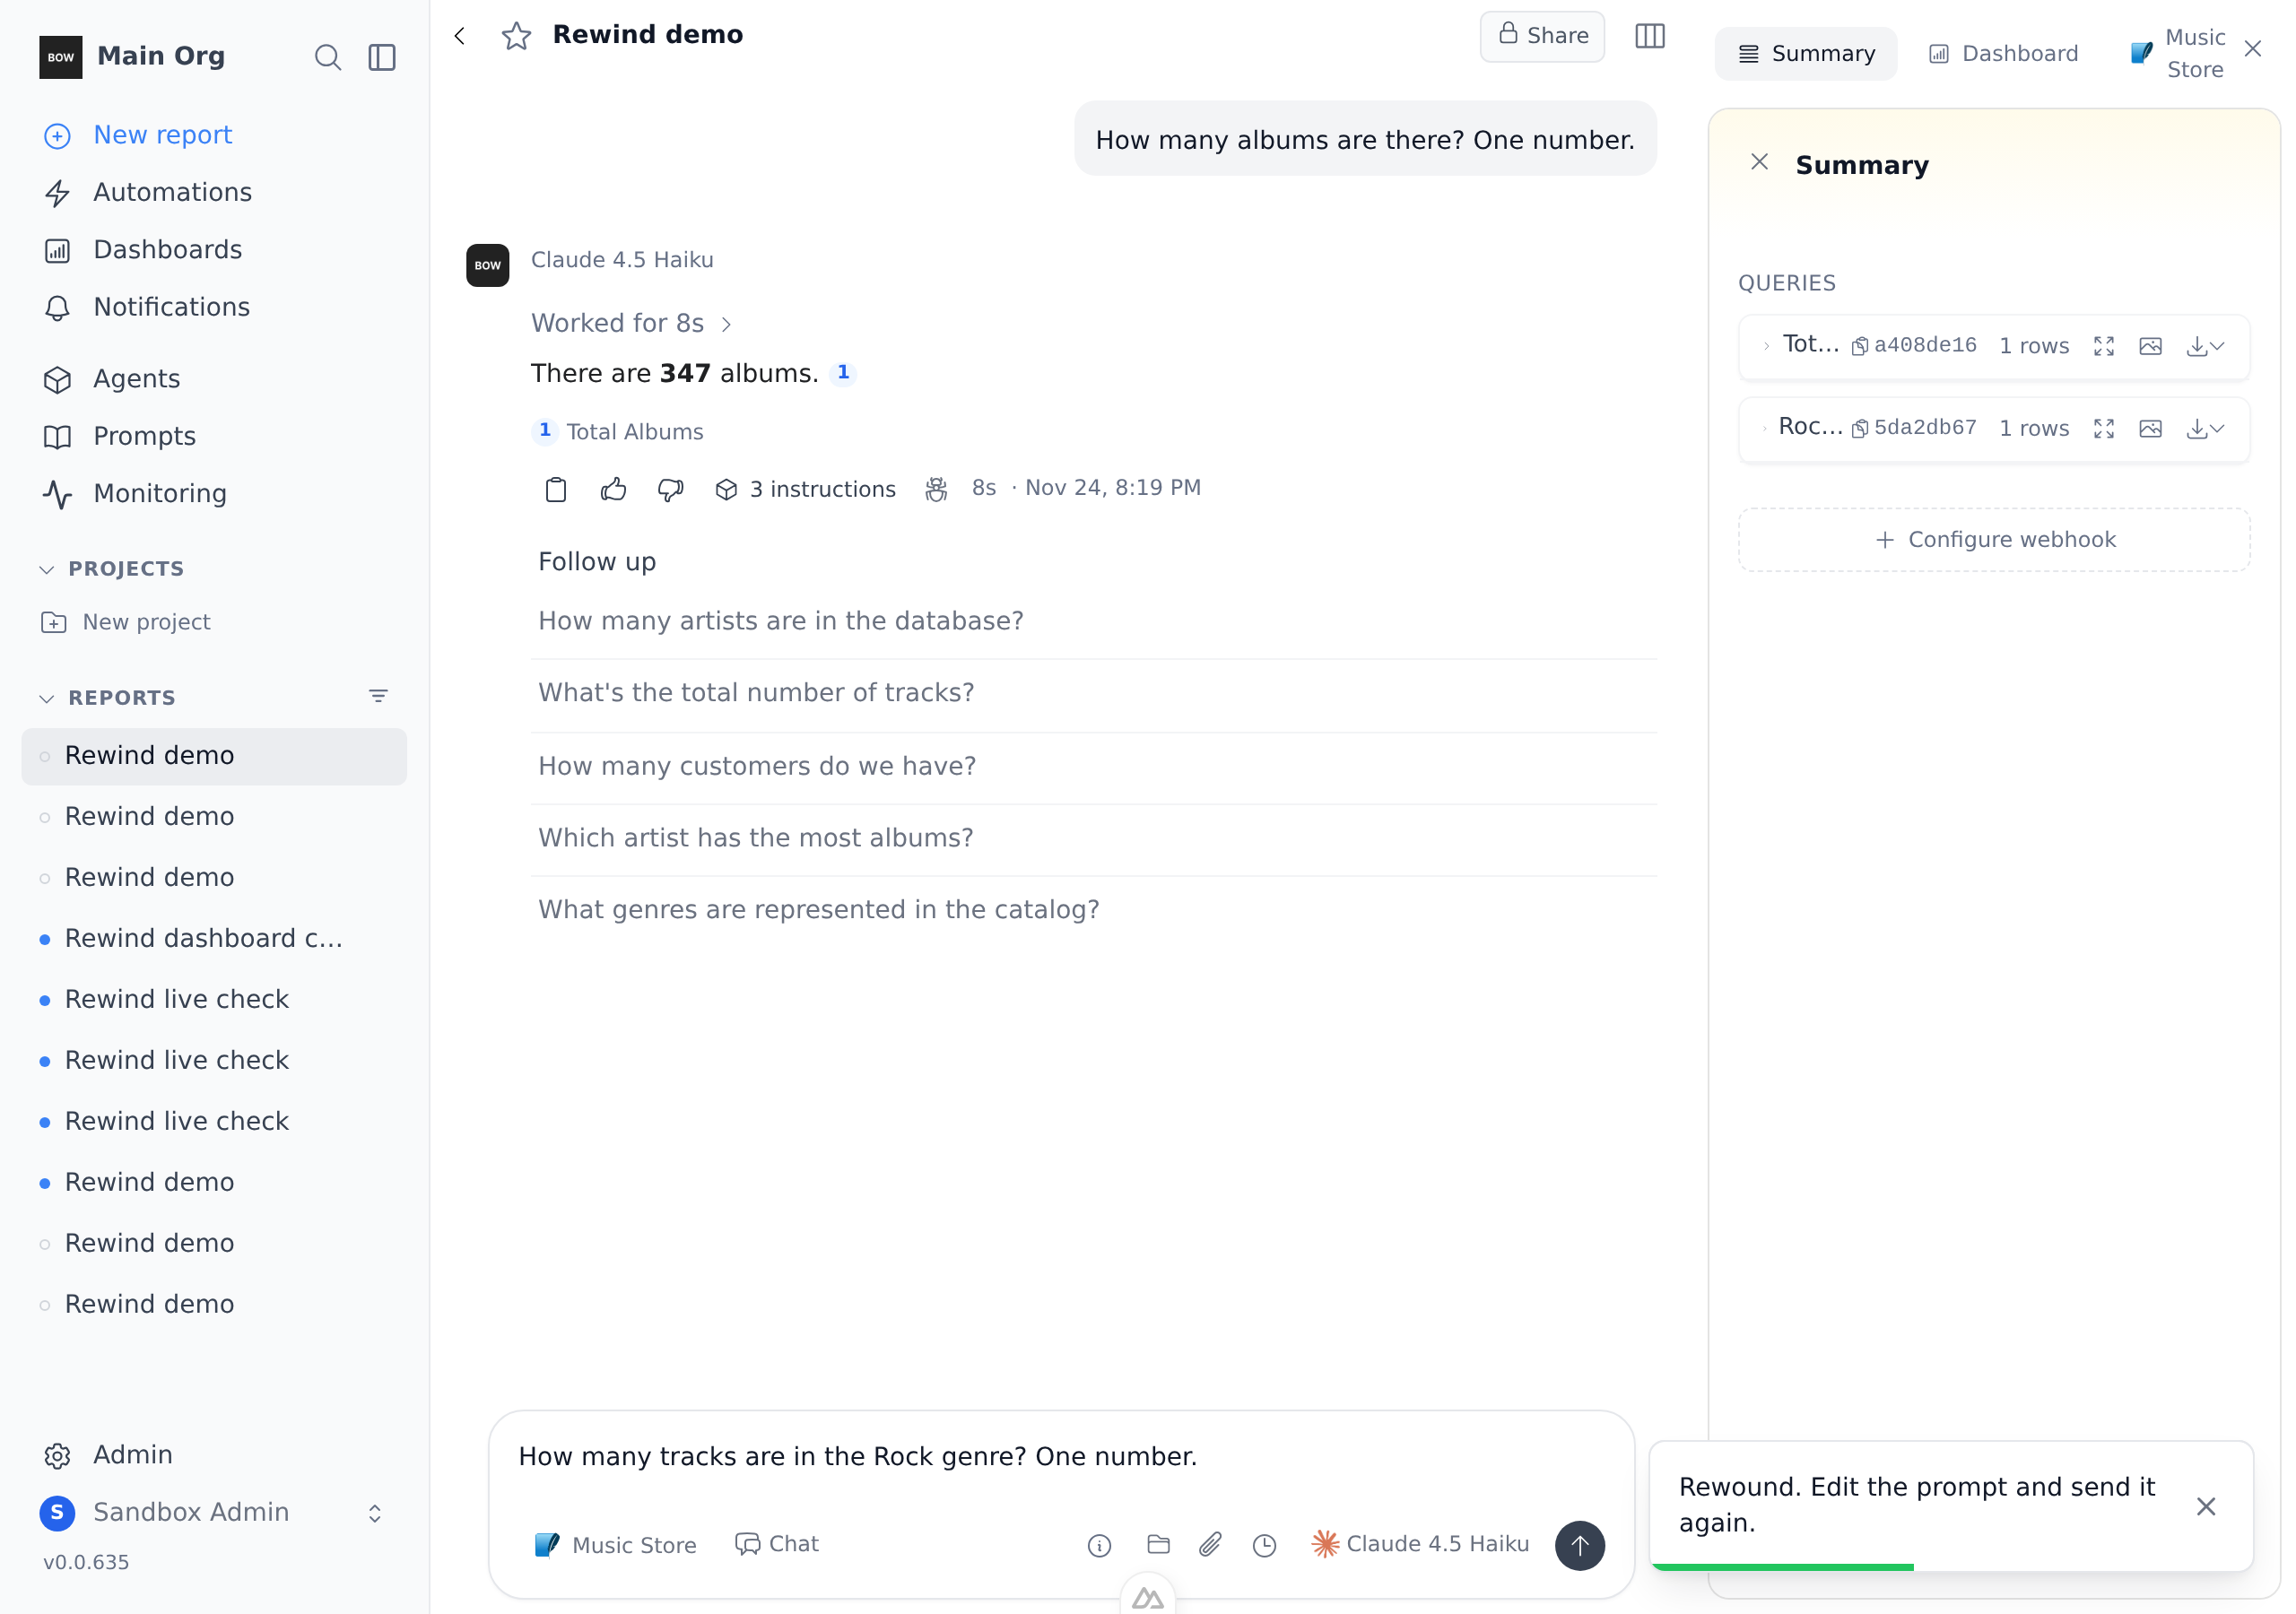 BOW Main Org
New report
Automations
Dashboards
Notifications
Agents
Prompts
Monitoring
PROJECTS
New project
REPORTS
Rewind demo
Rewind demo
Rewind demo
Rewind dashboard c...
Rewind live check
Rewind live check
Rewind live check
Rewind demo
Rewind demo
Rewind demo
Admin
S Sandbox Admin
v0.0.635
Rewind demo
Share
How many albums are there? One number.
BOW Claude 4.5 Haiku
Worked for 8s
There are 347 albums. 1
1 Total Albums
3 instructions 8s · Nov 24, 8:19 PM
Follow up
How many artists are in the database?
What's the total number of tracks?
How many customers do we have?
Which artist has the most albums?
What genres are represented in the catalog?
How many tracks are in the Rock genre? One number.
Music Store Chat Claude 4.5 Haiku
Summary Dashboard Music
Store
Summary
QUERIES
Tot... a408de16 1 rows
Roc... 5da2db67 1 rows
+ Configure webhook
Rewound. Edit the prompt and send it
again.